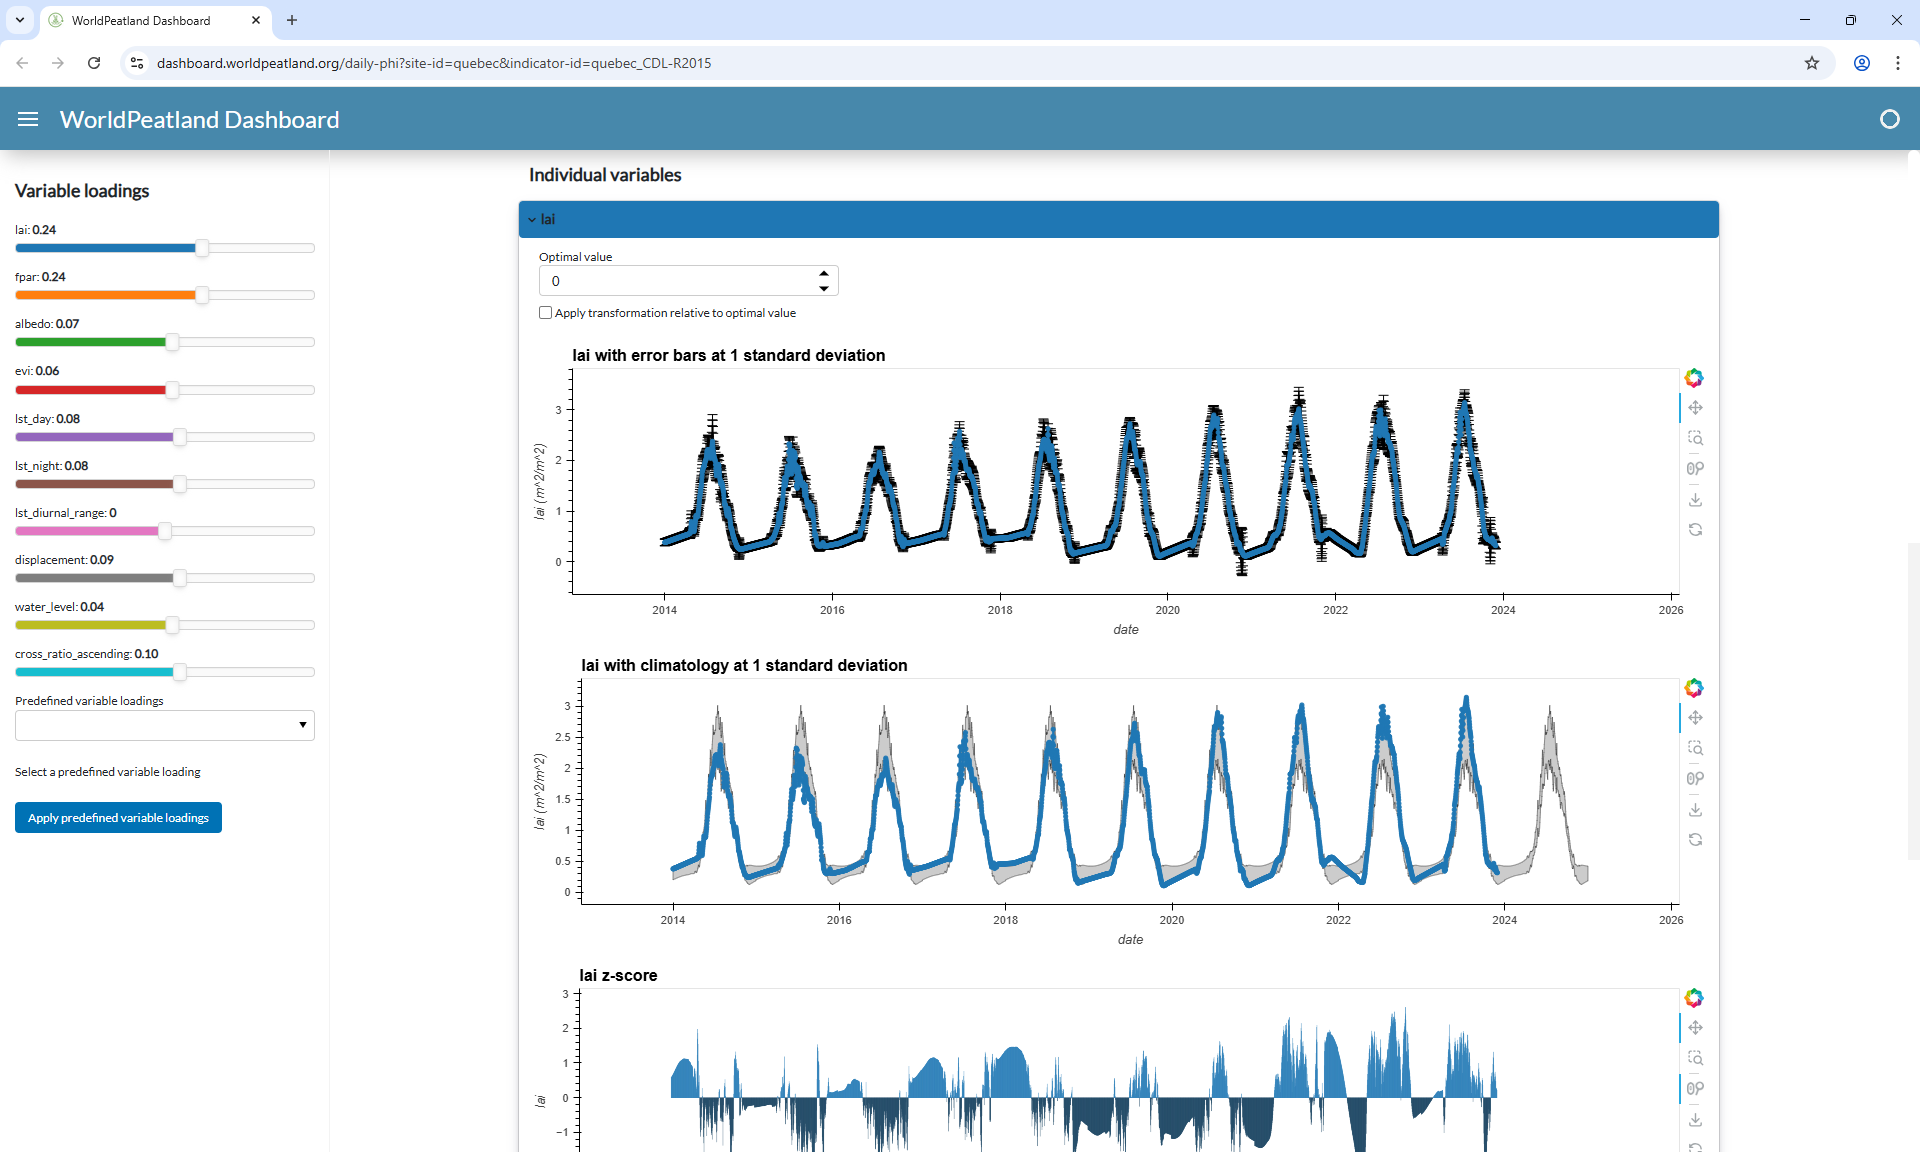 WorldPeatland Dashboard
dashboard.worldpeatland.org/daily-phi?site-id=quebec&indicator-id=quebec_CDL-R2015
WorldPeatland Dashboard
Variable loadings
lai: 0.24
fpar: 0.24
albedo: 0.07
evi: 0.06
lst_day: 0.08
lst_night: 0.08
lst_diurnal_range: 0
displacement: 0.09
water_level: 0.04
cross_ratio_ascending: 0.10
Predefined variable loadings
Select a predefined variable loading
Apply predefined variable loadings
Individual variables
lai
Optimal value
0
Apply transformation relative to optimal value
lai with error bars at 1 standard deviation
lai (m^2/m^2)
3
2
1
0
2014 2016 2018 2020 2022 2024 2026
date
lai with climatology at 1 standard deviation
lai (m^2/m^2)
3
2.5
2
1.5
1
0.5
0
2014 2016 2018 2020 2022 2024 2026
date
lai z-score
lai
3
2
1
0
−1